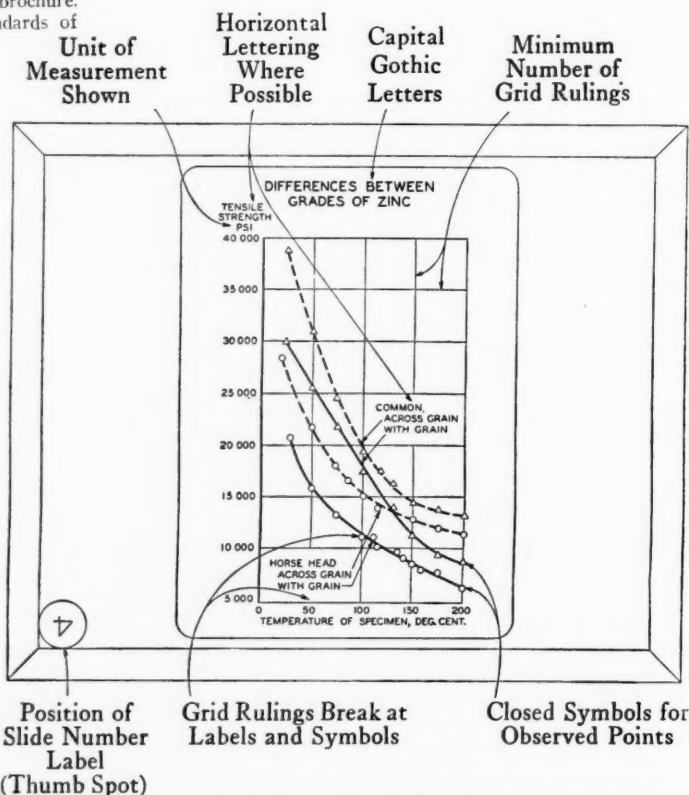 brochure.
ndards of
Unit of
Measurement
Shown
Horizontal
Lettering
Where
Possible
Capital
Gothic
Letters
Minimum
Number of
Grid Rulings
DIFFERENCES BETWEEN
GRADES OF ZINC
TENSILE
STRENGTH
PSI
40 000
35 000
30 000
25 000
20 000
15 000
10 000
5 000
COMMON,
ACROSS GRAIN
WITH GRAIN
HORSE HEAD
ACROSS GRAIN
WITH GRAIN
0 50 100 150 200
TEMPERATURE OF SPECIMEN, DEG. CENT.
4
Position of
Slide Number
Label
(Thumb Spot)
Grid Rulings Break at
Labels and Symbols
Closed Symbols for
Observed Points